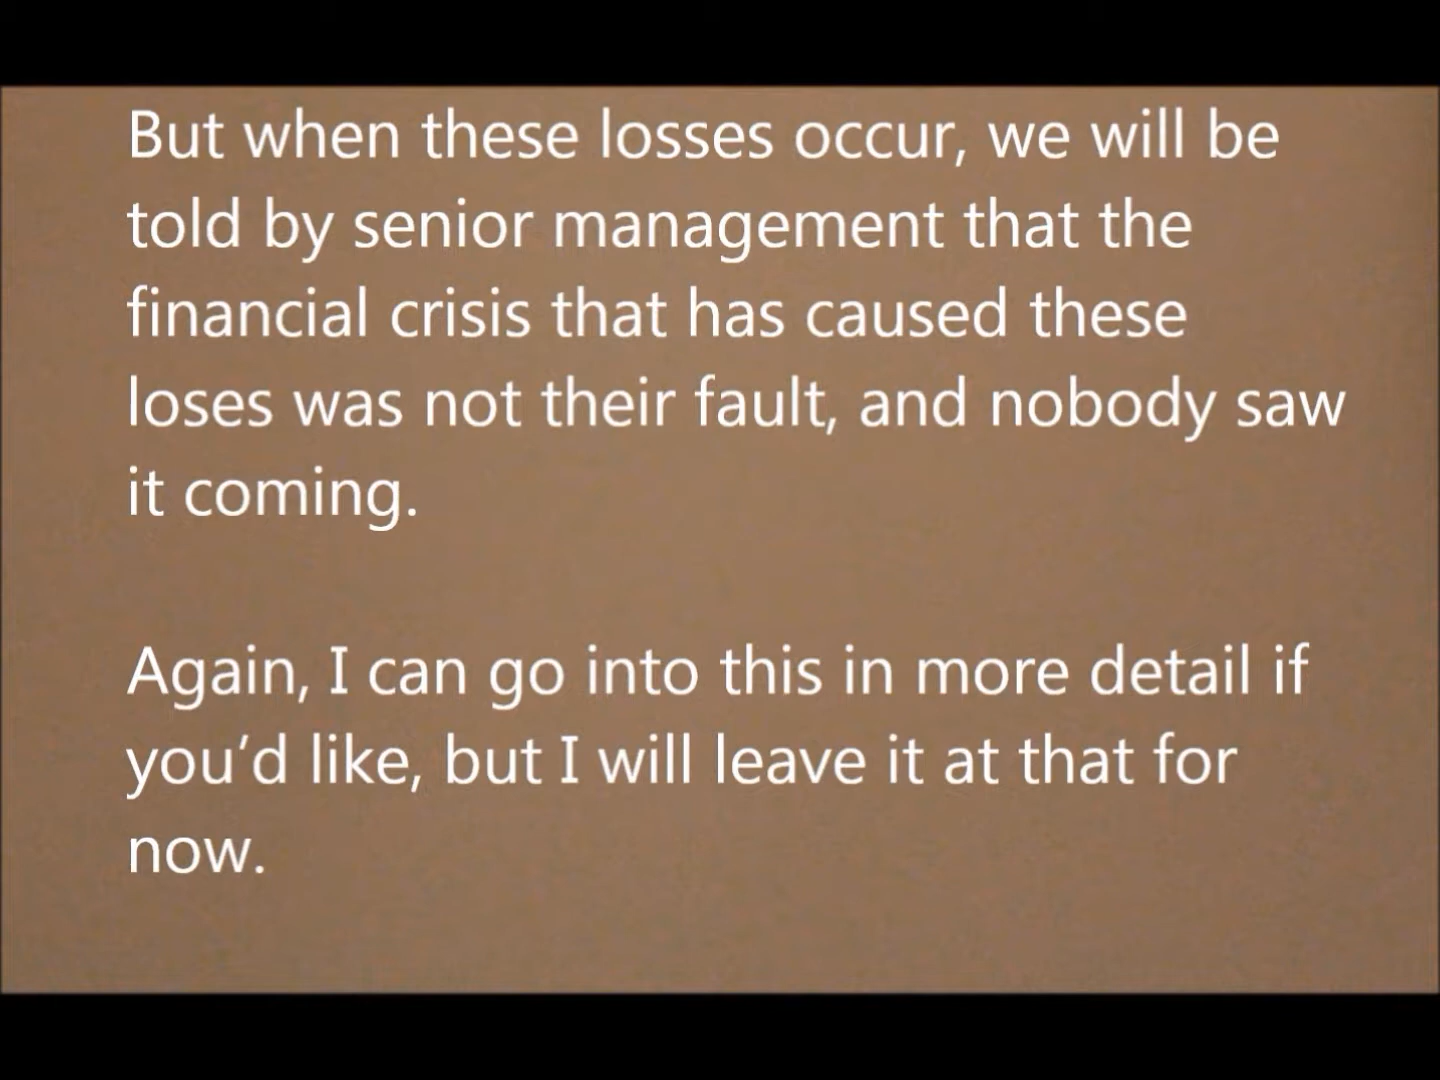 But when these losses occur, we will be
told by senior management that the
financial crisis that has caused these
loses was not their fault, and nobody saw
it coming.
Again, I can go into this in more detail if
you’d like, but I will leave it at that for
now.